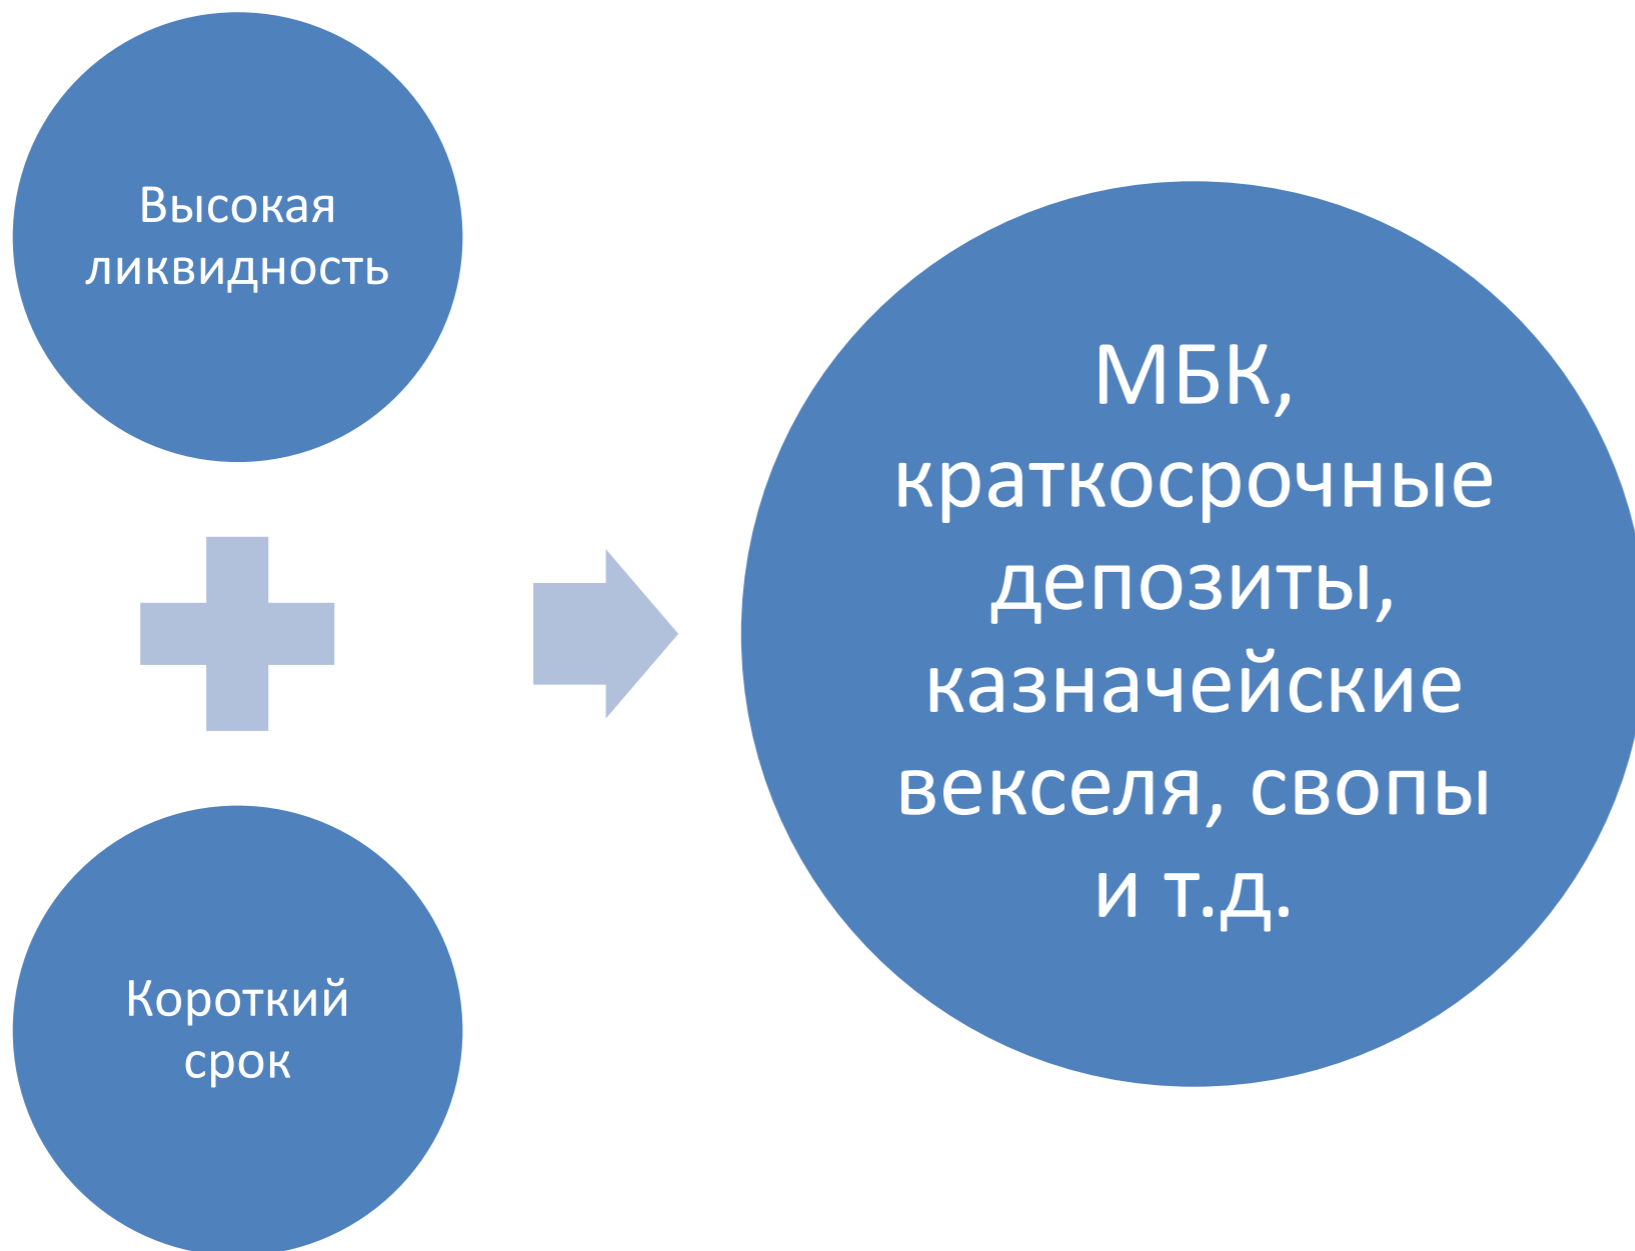 Высокая
ликвидность
Короткий
срок
МБК,
краткосрочные
депозиты,
казначейские
векселя, свопы
и т.д.